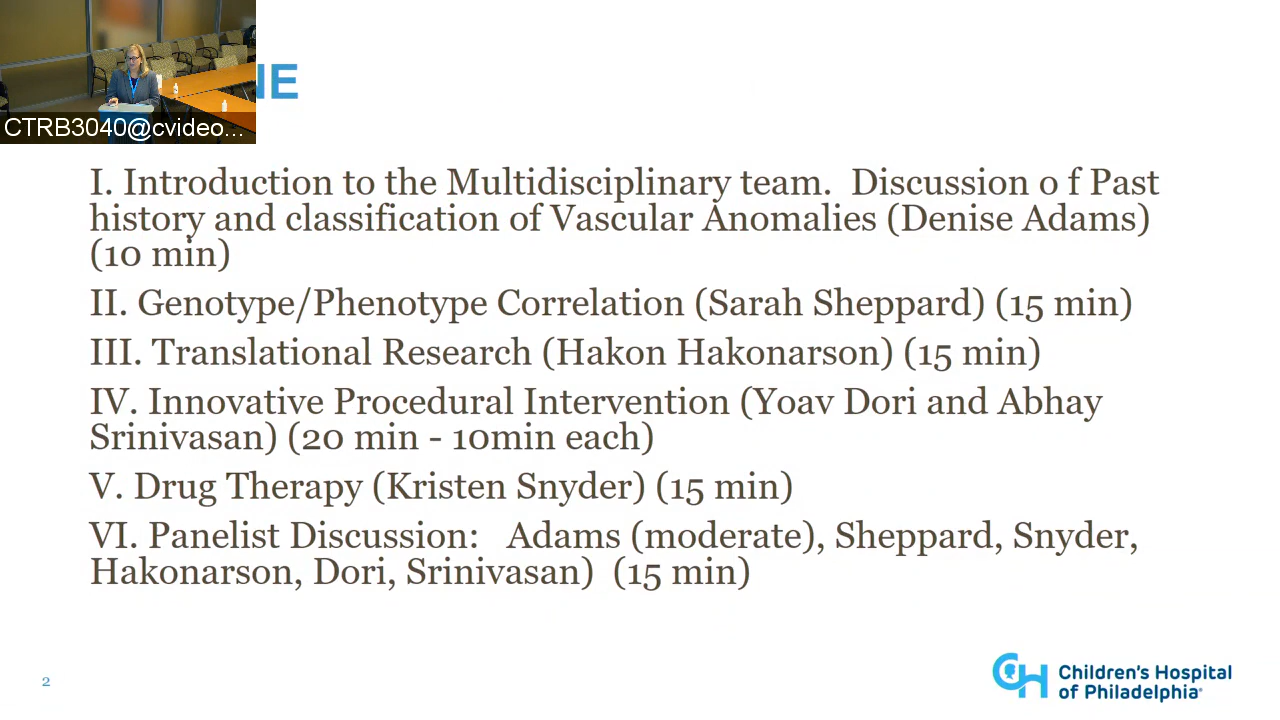 NE
CTRB3040@cvideo...
I. Introduction to the Multidisciplinary team.  Discussion o f Past
history and classification of Vascular Anomalies (Denise Adams)
(10 min)
II. Genotype/Phenotype Correlation (Sarah Sheppard) (15 min)
III. Translational Research (Hakon Hakonarson) (15 min)
IV. Innovative Procedural Intervention (Yoav Dori and Abhay
Srinivasan) (20 min - 10min each)
V. Drug Therapy (Kristen Snyder) (15 min)
VI. Panelist Discussion:   Adams (moderate), Sheppard, Snyder,
Hakonarson, Dori, Srinivasan)  (15 min)
2
CH Children's Hospital
of Philadelphia®